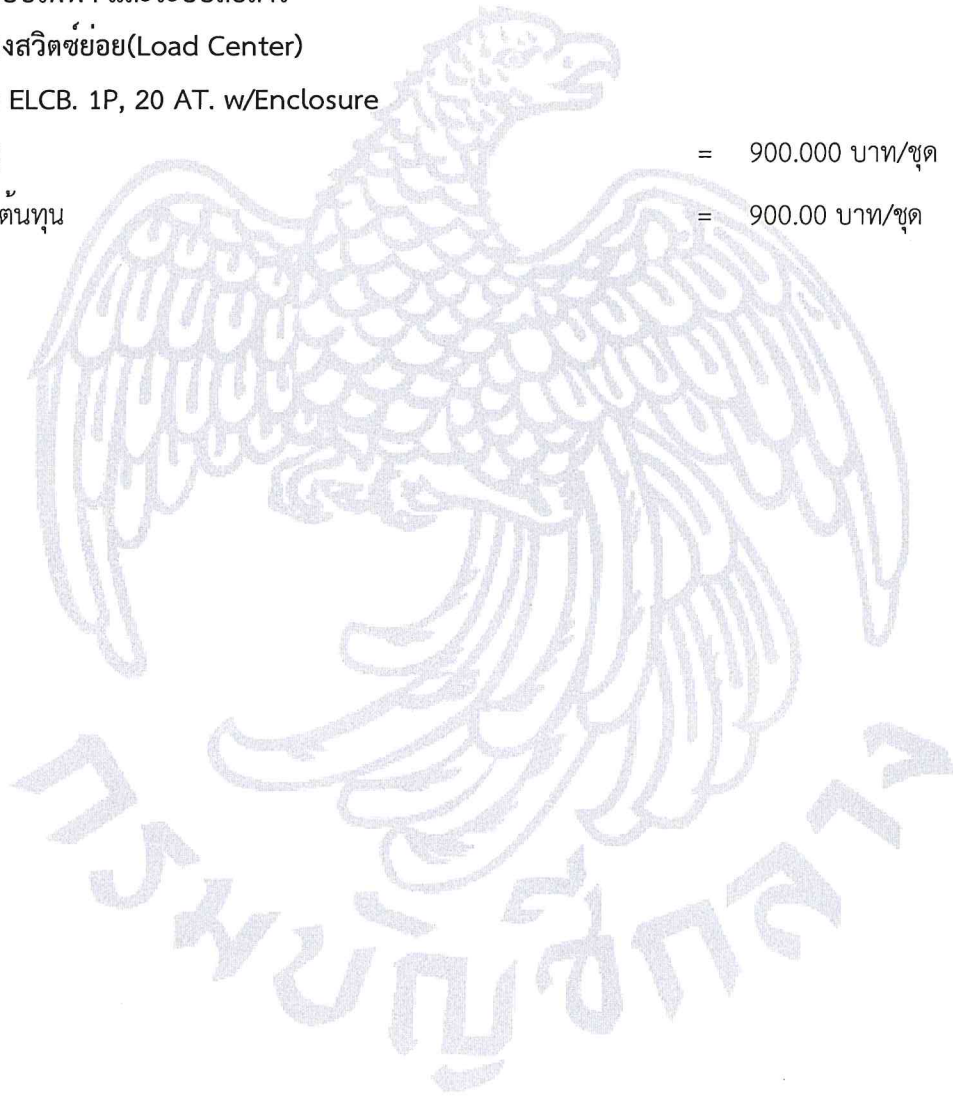 งสวิตซ์ย่อย(Load Center)
ELCB. 1P, 20 AT. w/Enclosure
= 900.000 บาท/ชุด
ต้นทุน = 900.00 บาท/ชุด
กรมบัญชีกลาง